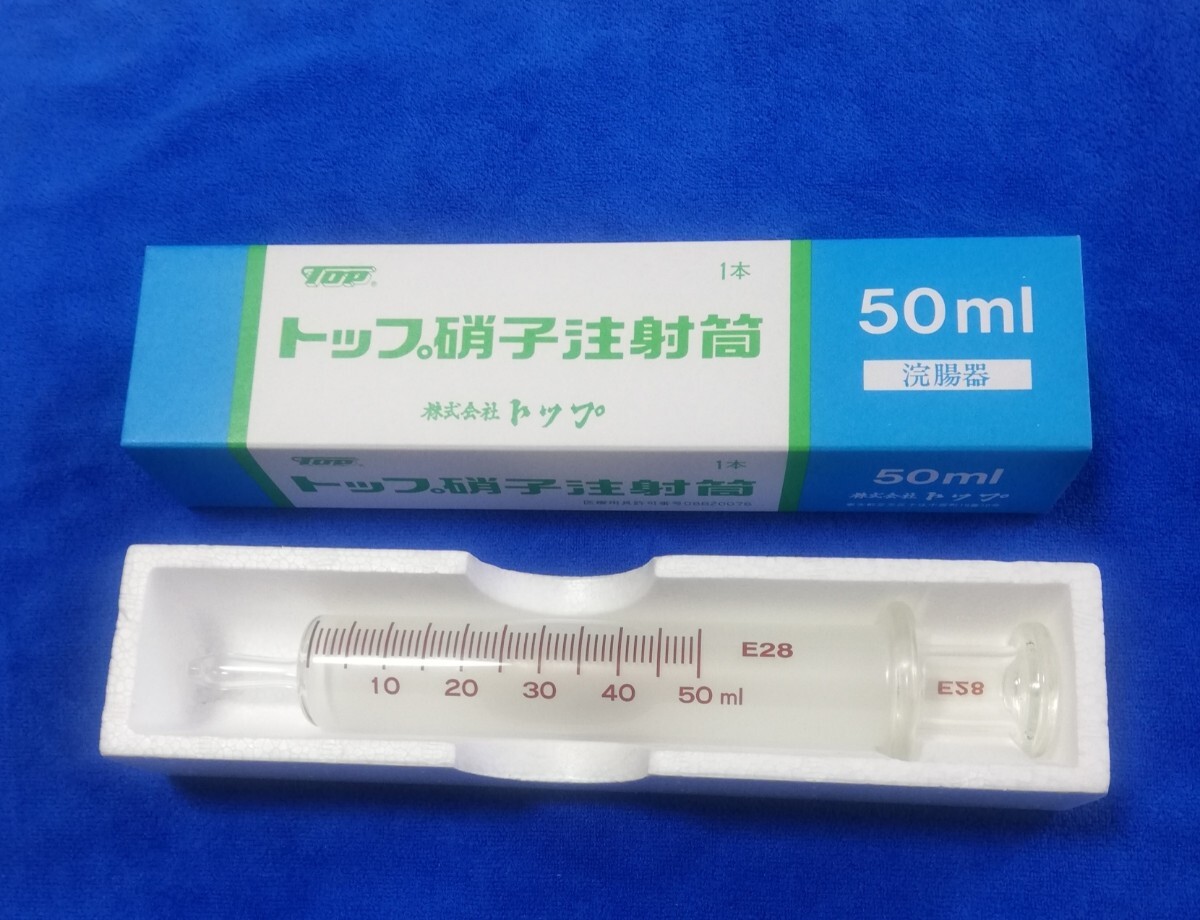 Top
1本
トップ硝子注射筒
株式会社トップ
50ml
浣腸器
Top
1本
トップ硝子注射筒
50ml
株式会社トップ
E28
10 20 30 40 50 ml
E28